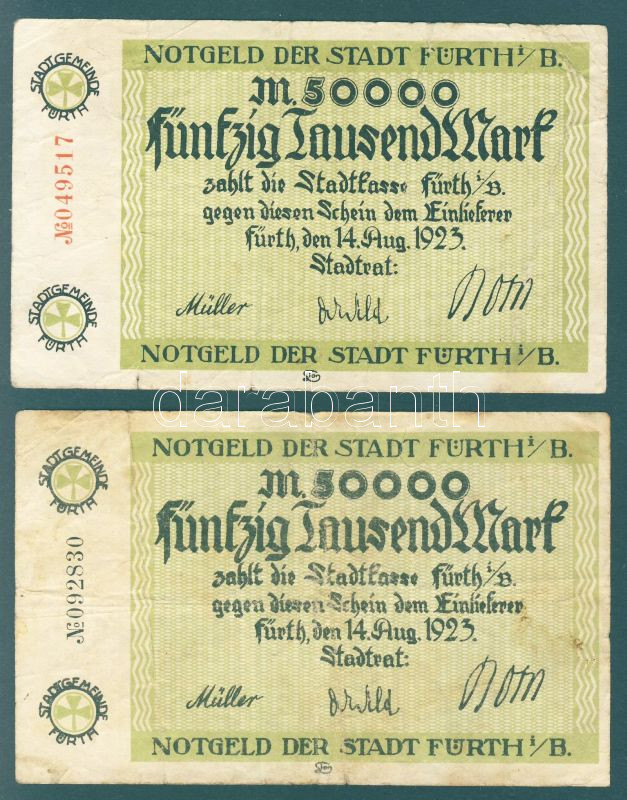 STADTGEMEINDE
FÜRTH
№049517
STADTGEMEINDE
FÜRTH
NOTGELD DER STADT FÜRTH i/B.
M. 50000
Fünfzig Tausend Mark
zahlt die Stadtkasse Fürth i/B.
gegen diesen Schein dem Einlieferer
Fürth, den 14. Aug. 1923.
Stadtrat:
Müller
NOTGELD DER STADT FÜRTH i/B.
darabanth
STADTGEMEINDE
FÜRTH
№092830
STADTGEMEINDE
FÜRTH
NOTGELD DER STADT FÜRTH i/B.
M. 50000
Fünfzig Tausend Mark
zahlt die Stadtkasse Fürth i/B.
gegen diesen Schein dem Einlieferer
Fürth, den 14. Aug. 1923.
Stadtrat:
Müller
NOTGELD DER STADT FÜRTH i/B.